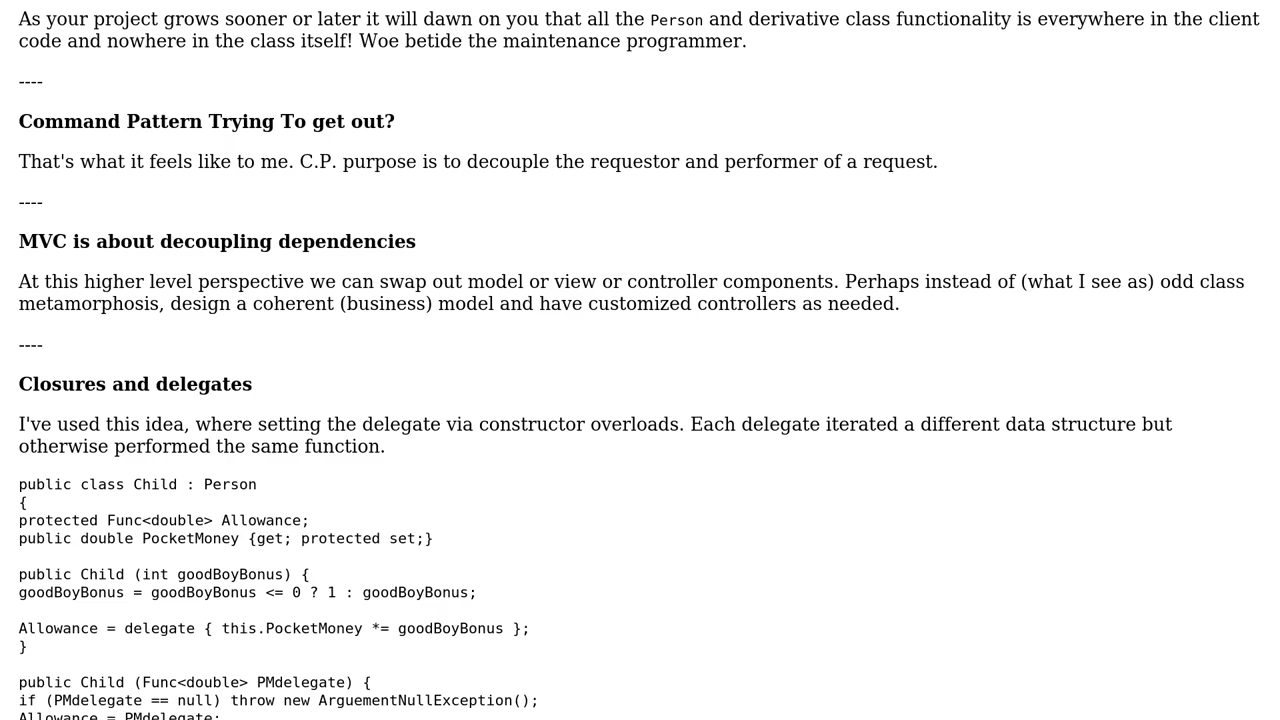 As your project grows sooner or later it will dawn on you that all the Person and derivative class functionality is everywhere in the client
code and nowhere in the class itself! Woe betide the maintenance programmer.
----
Command Pattern Trying To get out?
That's what it feels like to me. C.P. purpose is to decouple the requestor and performer of a request.
----
MVC is about decoupling dependencies
At this higher level perspective we can swap out model or view or controller components. Perhaps instead of (what I see as) odd class
metamorphosis, design a coherent (business) model and have customized controllers as needed.
----
Closures and delegates
I've used this idea, where setting the delegate via constructor overloads. Each delegate iterated a different data structure but
otherwise performed the same function.
public class Child : Person
{
protected Func<double> Allowance;
public double PocketMoney {get; protected set;}
public Child (int goodBoyBonus) {
goodBoyBonus = goodBoyBonus <= 0 ? 1 : goodBoyBonus;
Allowance = delegate { this.PocketMoney *= goodBoyBonus };
}
public Child (Func<double> PMdelegate) {
if (PMdelegate == null) throw new ArguementNullException();
Allowance = PMdelegate;